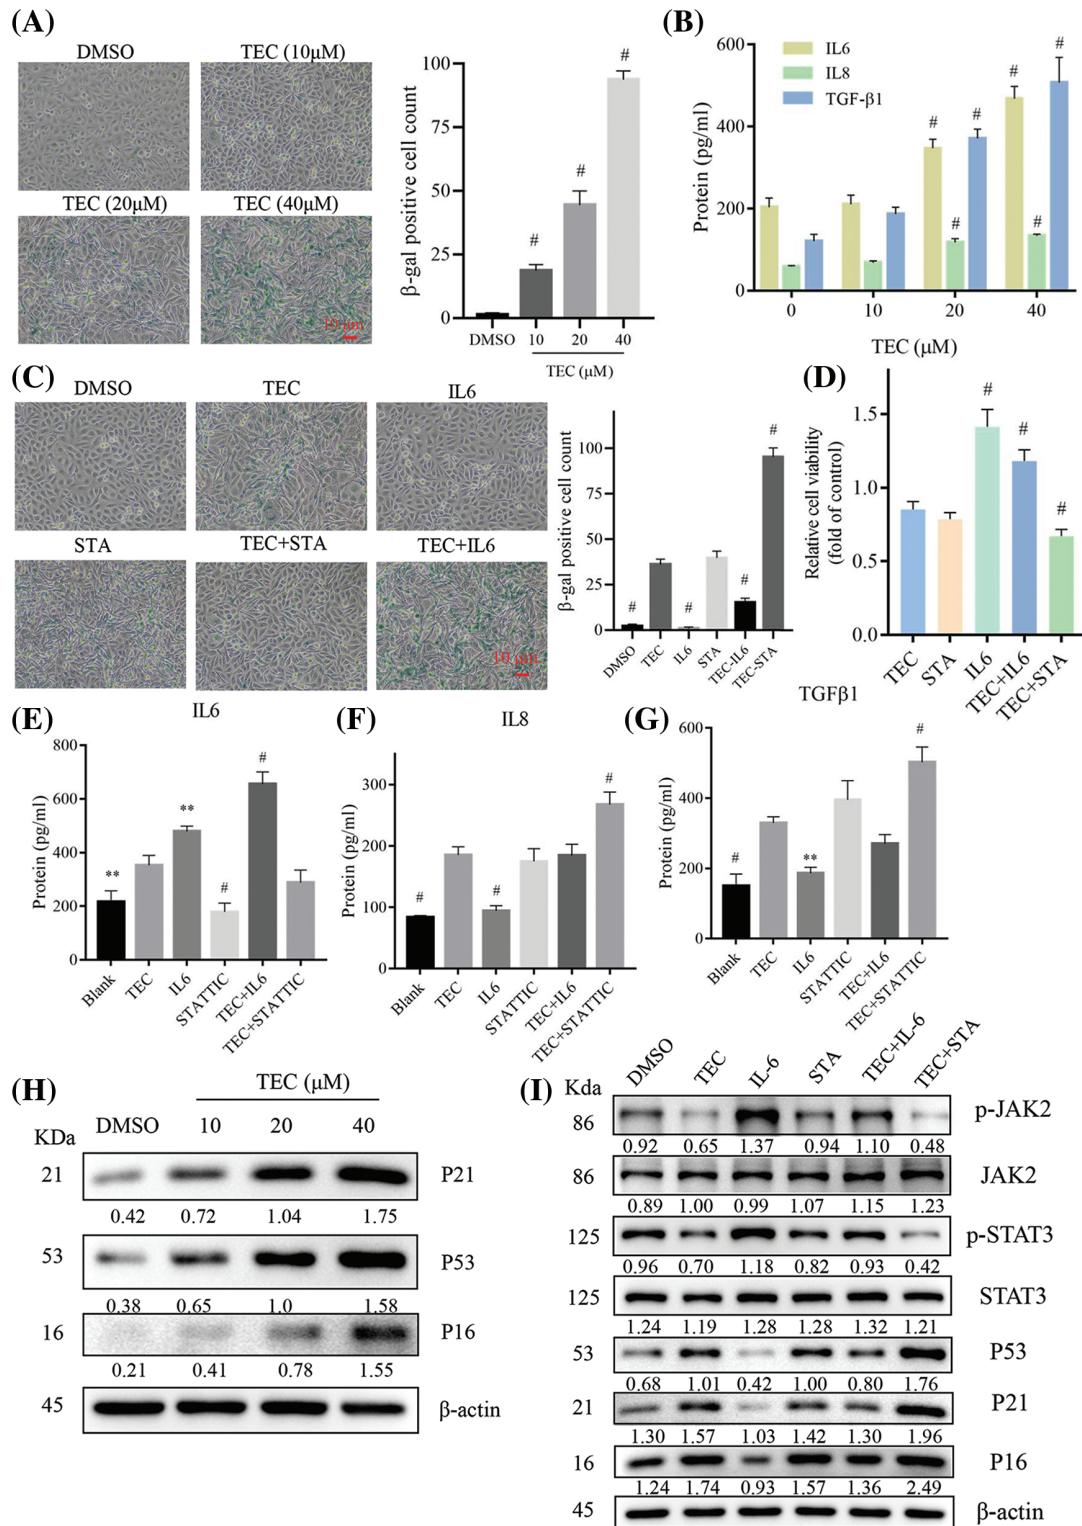 (A)
DMSO
TEC (10μM)
TEC (20μM)
TEC (40μM)
10 μm
β-gal positive cell count
100
75
50
25
0
#
#
#
DMSO 10 20 40
TEC (μM)
(B)
IL6
IL8
TGF-β1
Protein (pg/ml)
600
400
200
0
# # #
# # #
0 10 20 40
TEC (μM)
(C)
DMSO
TEC
IL6
STA
TEC+STA
TEC+IL6
10 μm
β-gal positive cell count
100
75
50
25
0
# # # #
DMSO TEC IL6 STA TEC-IL6 TEC-STA
(D)
Relative cell viability
(fold of control)
1.5
1.0
0.5
0.0
# # #
TEC STA IL6 TEC+IL6 TEC+STA
(E)
IL6
Protein (pg/ml)
800
600
400
200
0
** ** # #
Blank TEC IL6 STATTIC TEC+IL6 TEC+STATTIC
(F)
IL8
Protein (pg/ml)
300
200
100
0
# # #
Blank TEC IL6 STATTIC TEC+IL6 TEC+STATTIC
(G)
TGFβ1
Protein (pg/ml)
600
400
200
0
# ** #
Blank TEC IL6 STATTIC TEC+IL6 TEC+STATTIC
(H)
TEC (μM)
KDa DMSO 10 20 40
21 P21
0.42 0.72 1.04 1.75
53 P53
0.38 0.65 1.0 1.58
16 P16
0.21 0.41 0.78 1.55
45 β-actin
(I)
Kda DMSO TEC IL-6 STA TEC+IL-6 TEC+STA
86 p-JAK2
0.92 0.65 1.37 0.94 1.10 0.48
86 JAK2
0.89 1.00 0.99 1.07 1.15 1.23
125 p-STAT3
0.96 0.70 1.18 0.82 0.93 0.42
125 STAT3
1.24 1.19 1.28 1.28 1.32 1.21
53 P53
0.68 1.01 0.42 1.00 0.80 1.76
21 P21
1.30 1.57 1.03 1.42 1.30 1.96
16 P16
1.24 1.74 0.93 1.57 1.36 2.49
45 β-actin